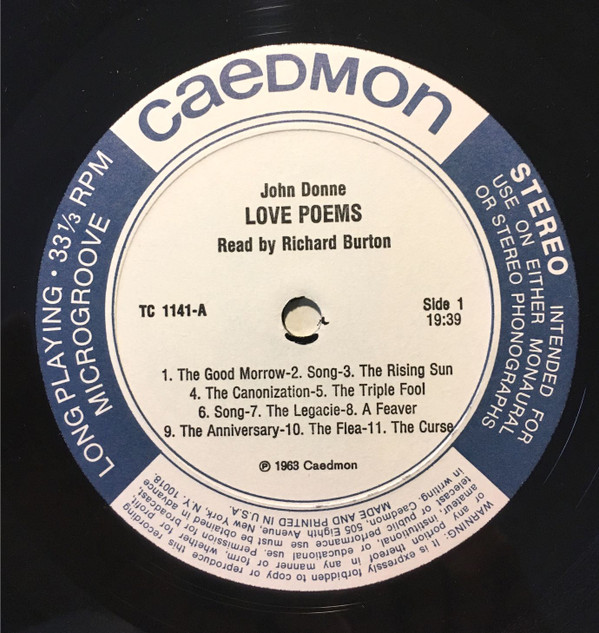 caeDmon
LONG PLAYING • 33 1/3 RPM
MICROGROOVE
STEREO INTENDED FOR
USE ON EITHER MONAURAL
OR STEREO PHONOGRAPHS
John Donne
LOVE POEMS
Read by Richard Burton
TC 1141-A
Side 1
19:39
1. The Good Morrow-2. Song-3. The Rising Sun
4. The Canonization-5. The Triple Fool
6. Song-7. The Legacie-8. A Feaver
9. The Anniversary-10. The Flea-11. The Curse
℗ 1963 Caedmon
WARNING: It is expressly forbidden to copy or reproduce this recording
or any portion thereof in any manner or form, whether for profit,
amateur, institutional or educational use. Permission for broadcast,
telecast or public performance must be obtained in advance
in writing. Caedmon, 505 Eighth Avenue, New York, N.Y. 10018.
MADE AND PRINTED IN U.S.A.